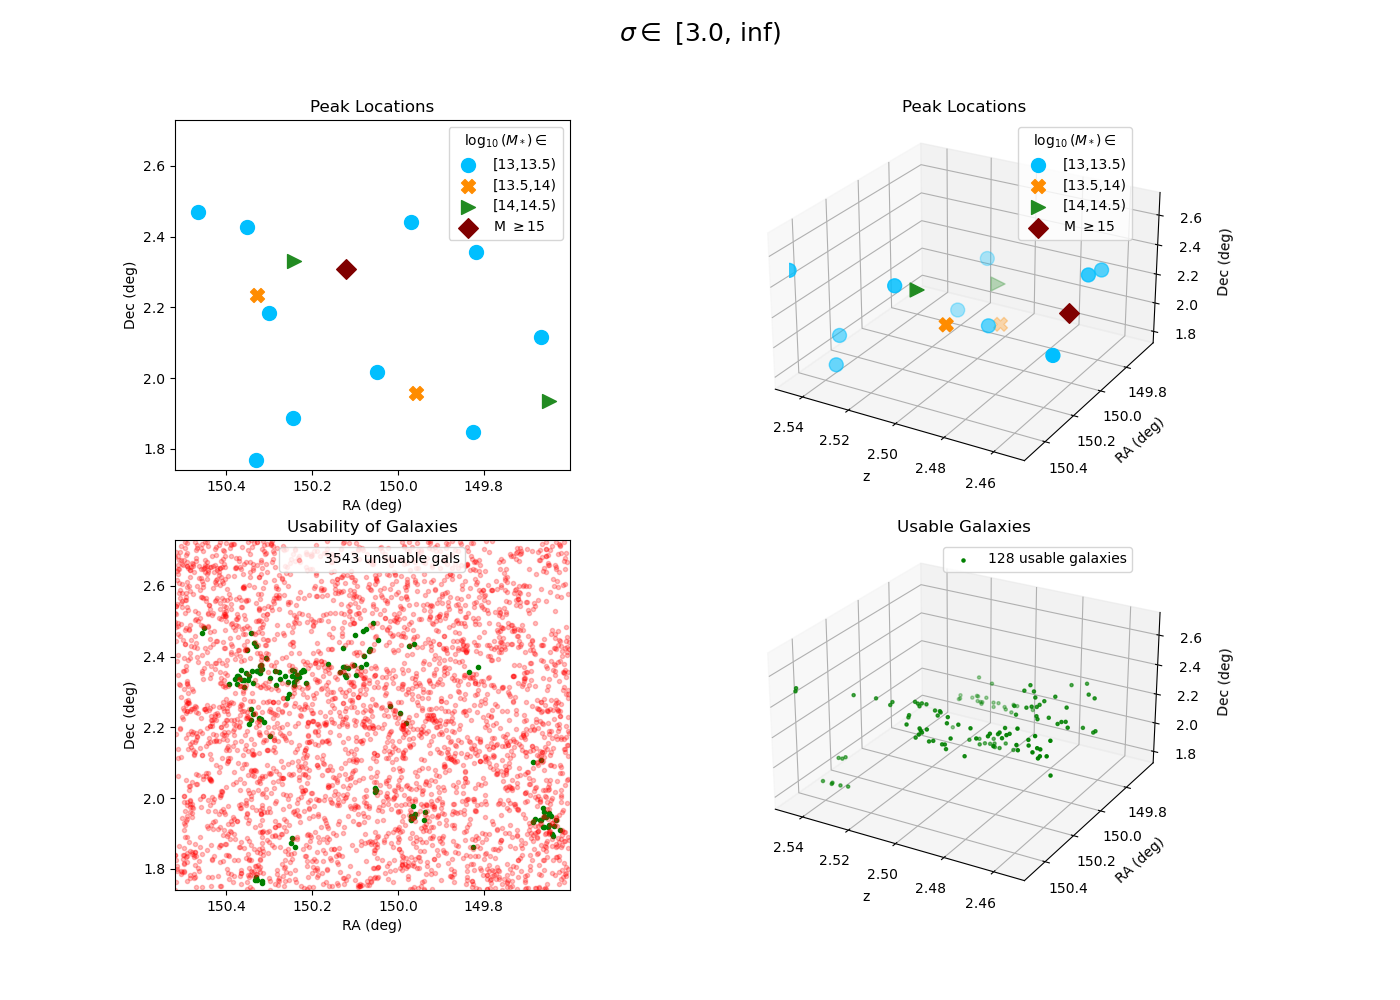 σ ∈ [3.0, inf)
Peak Locations
log₁₀(M*) ∈
[13,13.5)
[13.5,14)
[14,14.5)
M ≥15
2.6
2.4
2.2
2.0
1.8
Dec (deg)
150.4 150.2 150.0 149.8
RA (deg)
Peak Locations
log₁₀(M*) ∈
[13,13.5)
[13.5,14)
[14,14.5)
M ≥15
2.6
2.4
2.2
2.0
1.8
Dec (deg)
149.8
150.0
150.2
150.4
RA (deg)
2.54
2.52
2.50
2.48
2.46
z
Usability of Galaxies
3543 unsuable gals
2.6
2.4
2.2
2.0
1.8
Dec (deg)
150.4 150.2 150.0 149.8
RA (deg)
Usable Galaxies
128 usable galaxies
2.6
2.4
2.2
2.0
1.8
Dec (deg)
149.8
150.0
150.2
150.4
RA (deg)
2.54
2.52
2.50
2.48
2.46
z